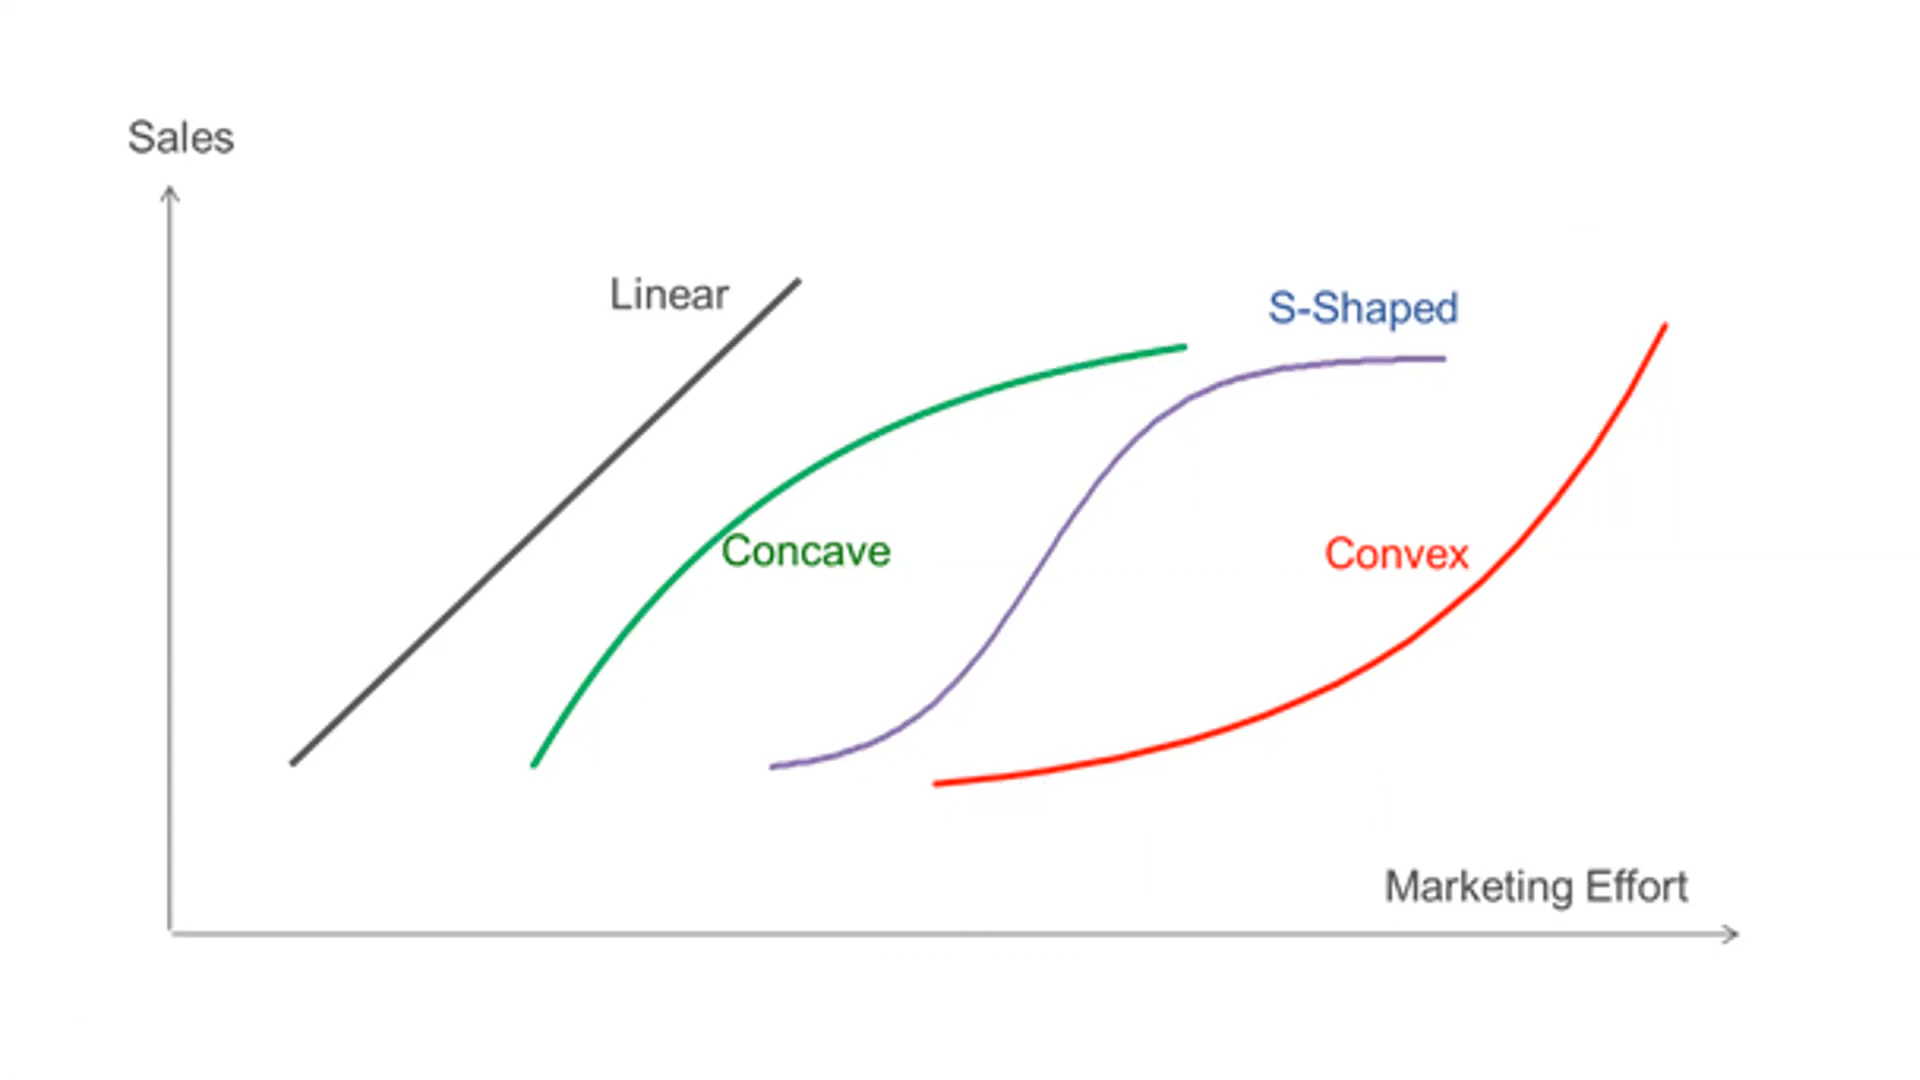 Sales
Linear
S-Shaped
Concave
Convex
Marketing Effort